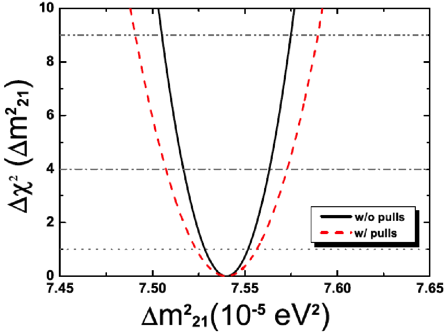 10
8
6
4
2
0
Δχ² (Δm²₂₁)
w/o pulls
w/ pulls
7.45 7.50 7.55 7.60 7.65
Δm²₂₁(10⁻⁵ eV²)